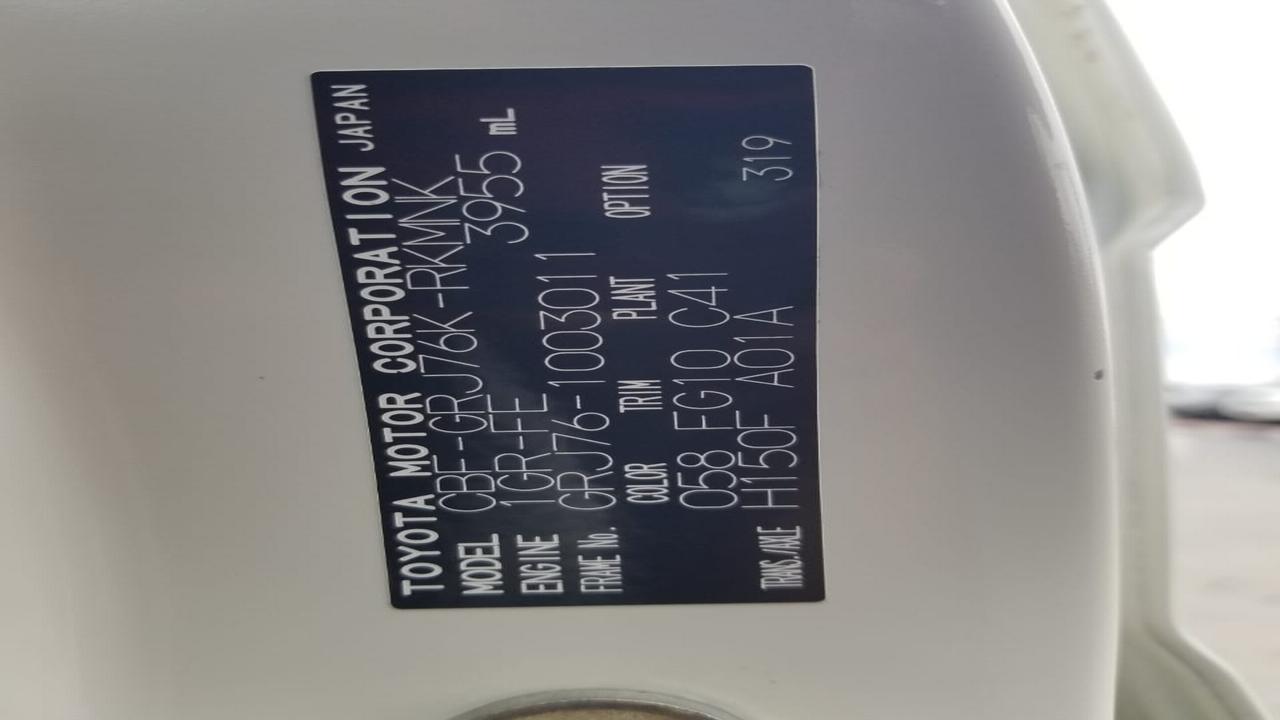 TOYOTA MOTOR CORPORATION JAPAN
MODEL CBF-GRJ76K-RKMNK
ENGINE 1GR-FE 3955 mL
FRAME No. GRJ76-1003011
COLOR TRIM PLANT OPTION
058 FG10 C41
TRANS./AXLE H150F A01A 319